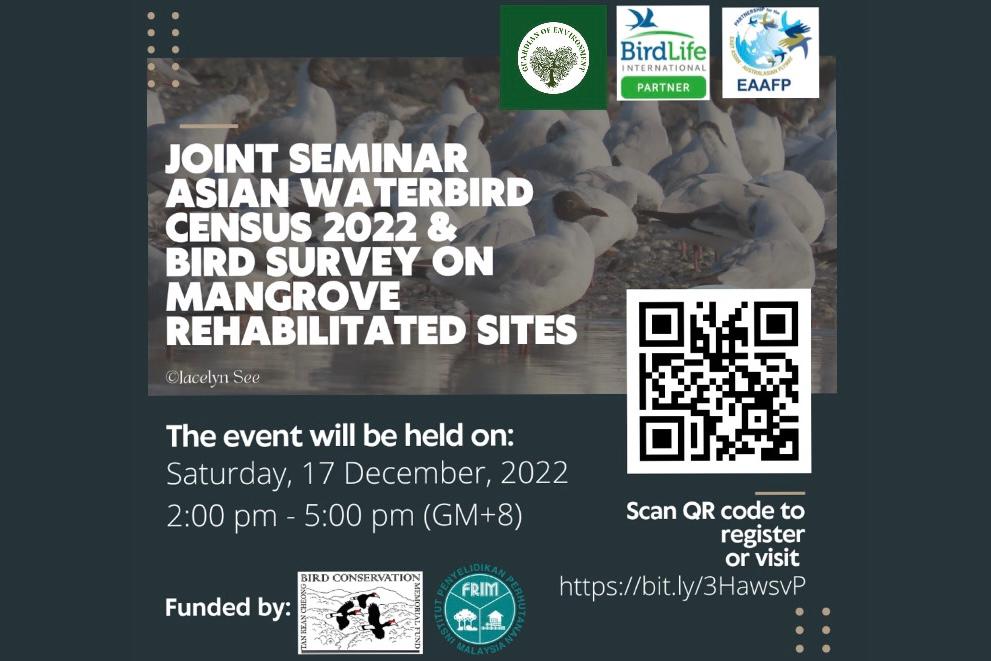 GUARDIAN OF ENVIRONMENT
BirdLife
INTERNATIONAL
PARTNER
PARTNERSHIP for the
EAST ASIAN - AUSTRALASIAN FLYWAY
EAAFP
JOINT SEMINAR
ASIAN WATERBIRD
CENSUS 2022 &
BIRD SURVEY ON
MANGROVE
REHABILITATED SITES
©Jacelyn See
The event will be held on:
Saturday, 17 December, 2022
2:00 pm - 5:00 pm (GM+8)
Scan QR code to
register
or visit
https://bit.ly/3HawsvP
Funded by:
BIRD CONSERVATION
TAN KEAN CHEONG
MEMORIAL FUND
INSTITUT PENYELIDIKAN PERHUTANAN
MALAYSIA
FRIM